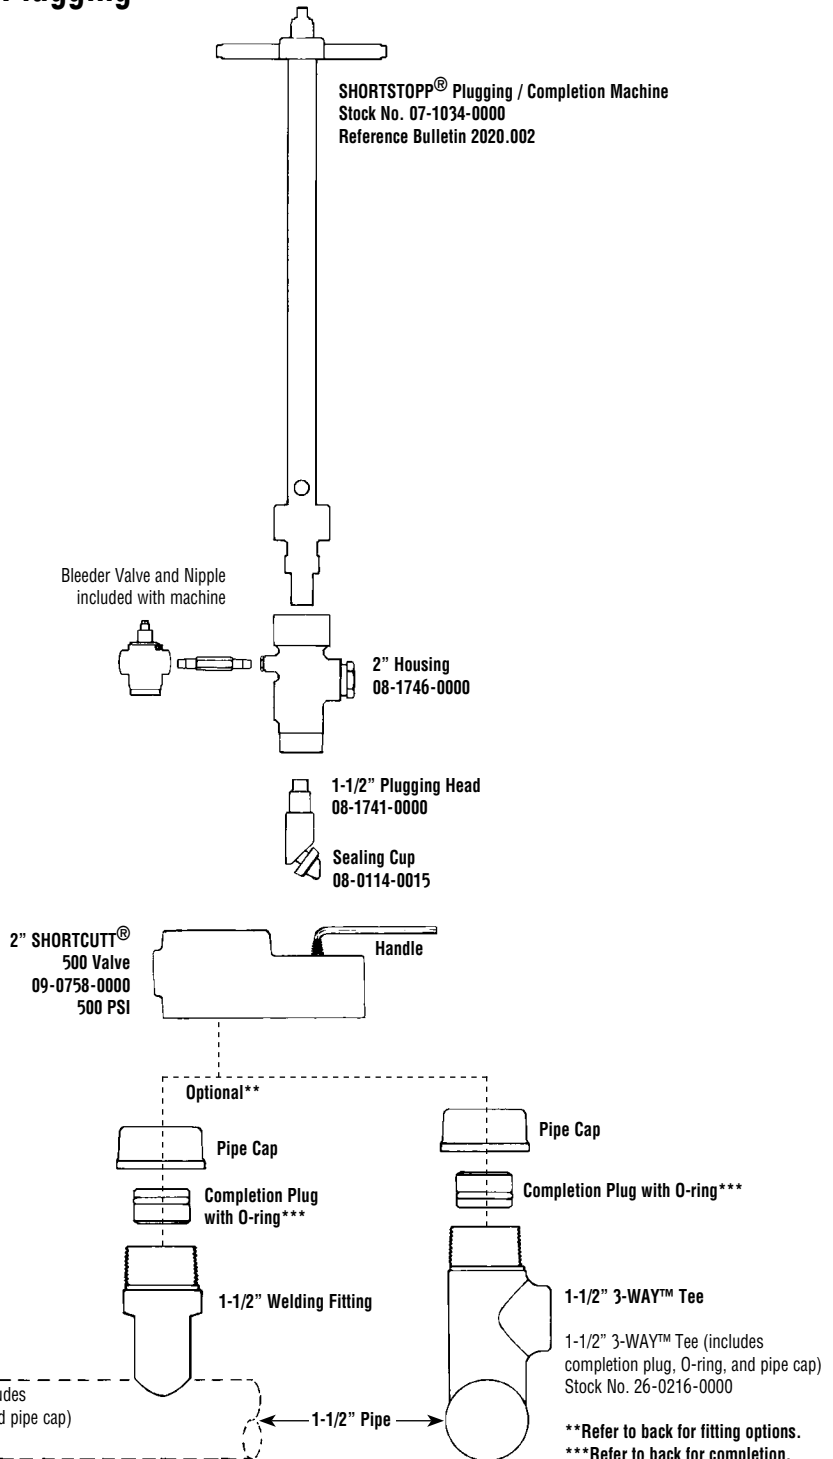 SHORTSTOPP® Plugging / Completion Machine
Stock No. 07-1034-0000
Reference Bulletin 2020.002
Bleeder Valve and Nipple
included with machine
2" Housing
08-1746-0000
1-1/2" Plugging Head
08-1741-0000
Sealing Cup
08-0114-0015
2" SHORTCUTT®
500 Valve
09-0758-0000
500 PSI
Handle
Optional**
Pipe Cap
Completion Plug
with O-ring***
1-1/2" Welding Fitting
Pipe Cap
Completion Plug with O-ring***
1-1/2" 3-WAY™ Tee
1-1/2" 3-WAY™ Tee (includes
completion plug, O-ring, and pipe cap)
Stock No. 26-0216-0000
pipe cap)
1-1/2" Pipe
**Refer to back for fitting options.
***Refer to back for completion.